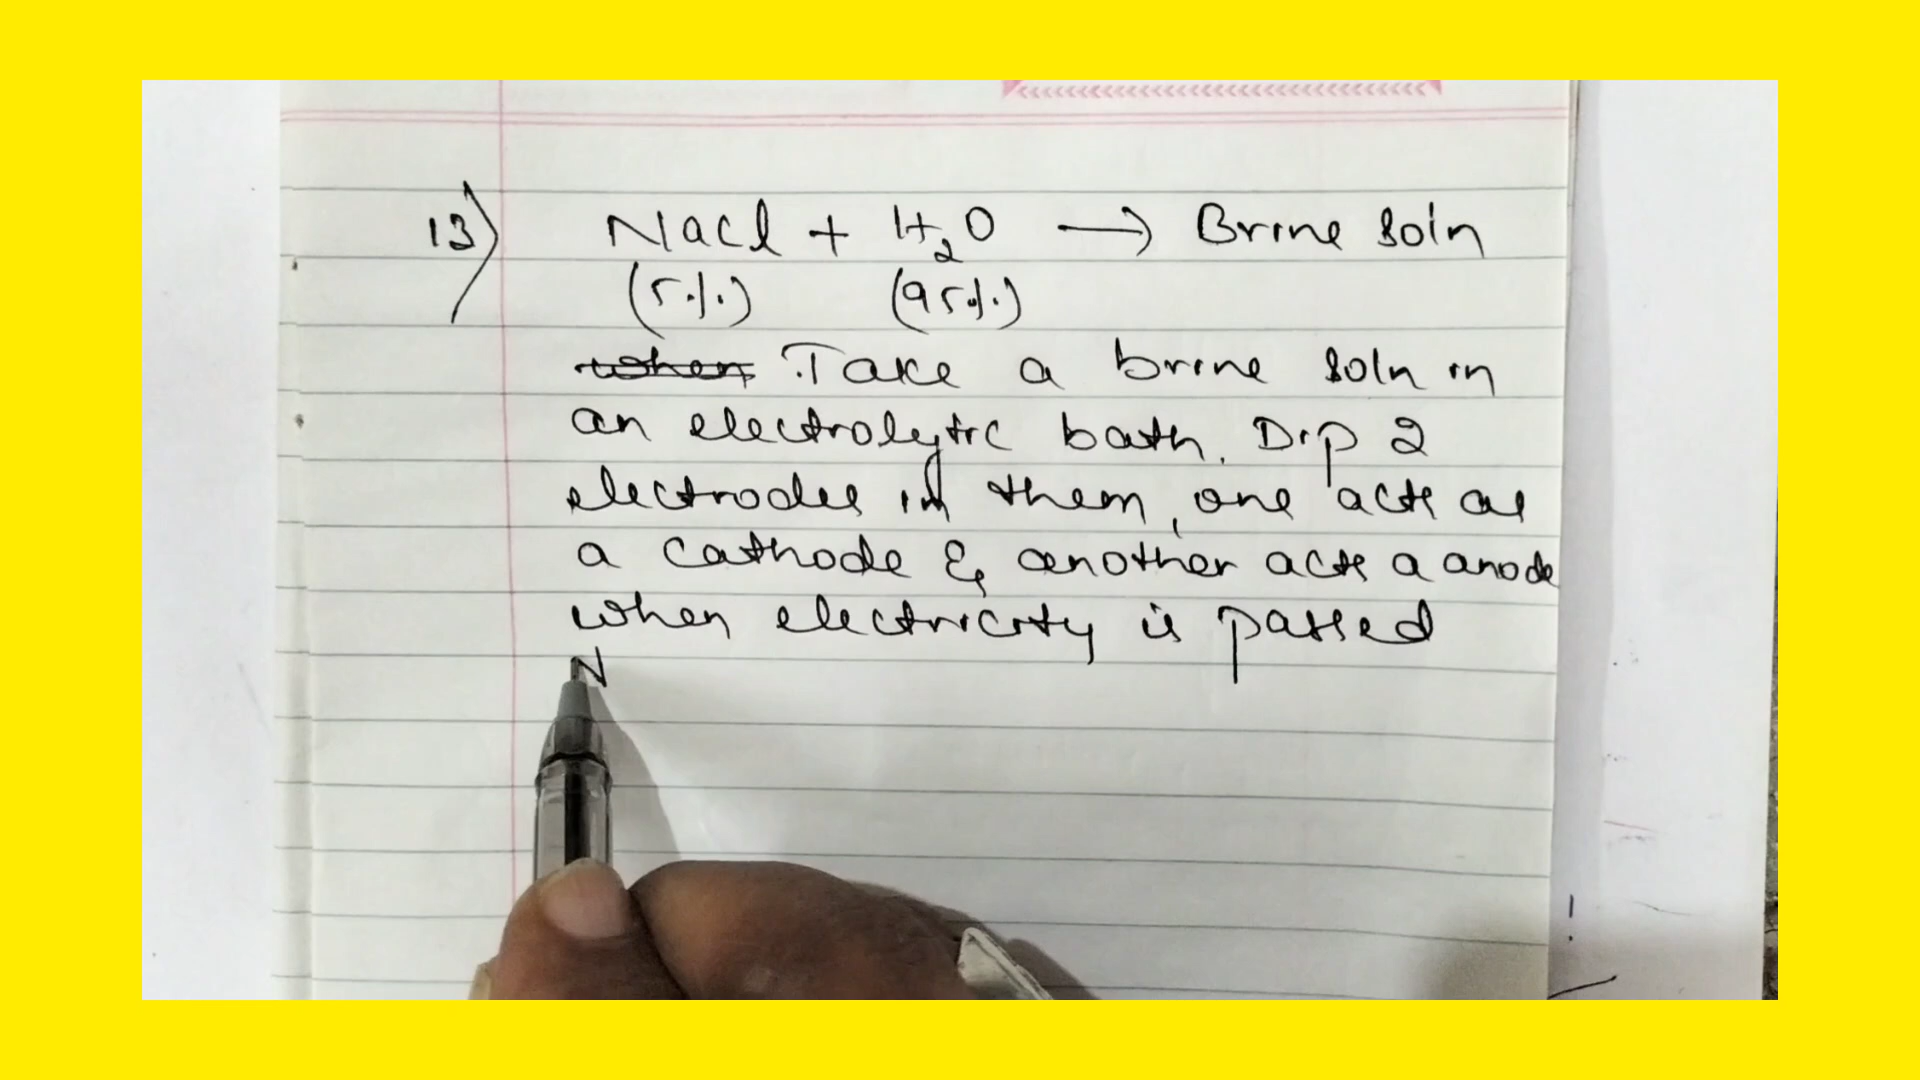 13) NaCl + H₂O → Brine soln
(5%) (95%)
when Take a brine soln in
an electrolytic bath. Dip 2
electrodes in them, one acts as
a cathode & another acts a anode
when electricity is passed
N